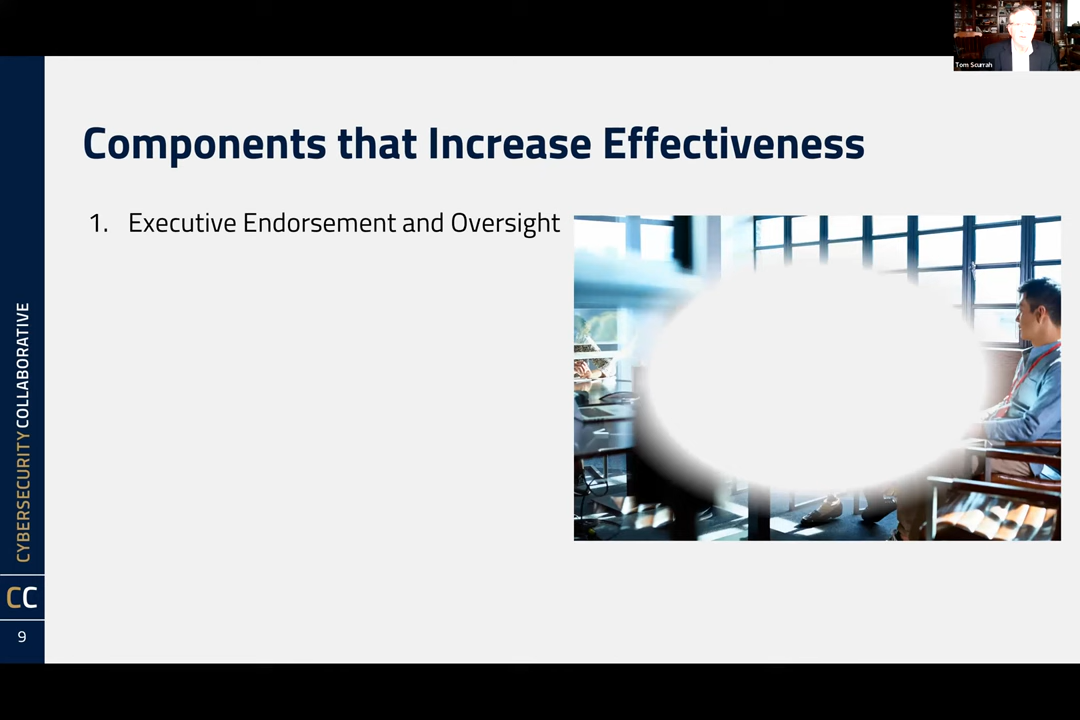 Tom Scurrah
Components that Increase Effectiveness
1. Executive Endorsement and Oversight
CYBERSECURITY COLLABORATIVE
CC
9